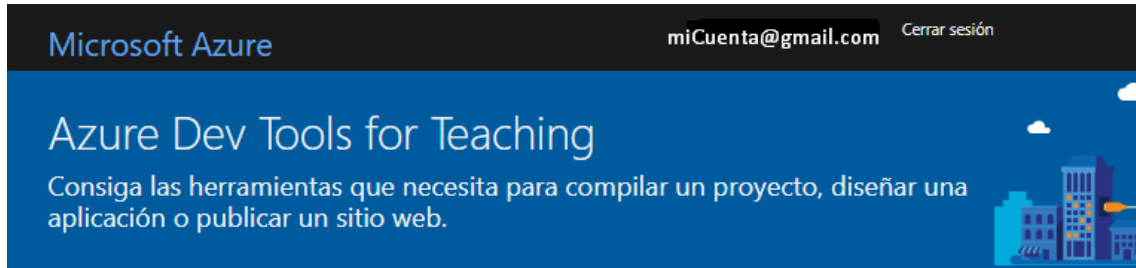 Microsoft Azure
miCuenta@gmail.com
Cerrar sesión
Azure Dev Tools for Teaching
Consiga las herramientas que necesita para compilar un proyecto, diseñar una
aplicación o publicar un sitio web.